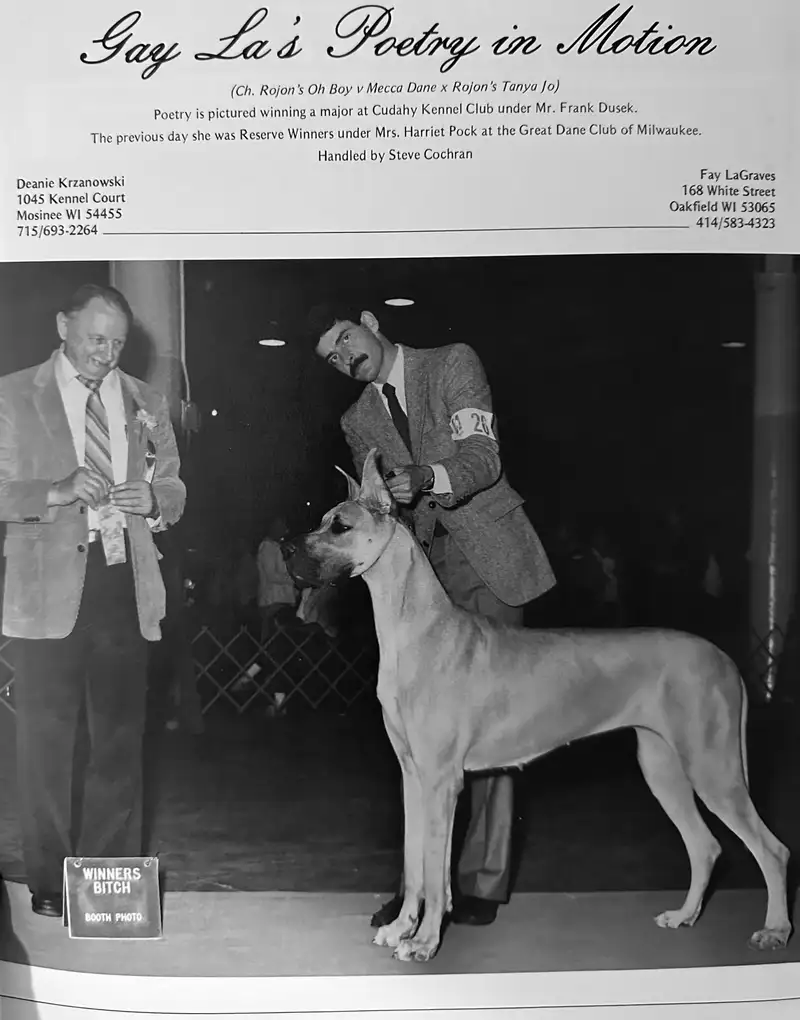 Gay La's Poetry in Motion
(Ch. Rojon's Oh Boy v Mecca Dane x Rojon's Tanya Jo)
Poetry is pictured winning a major at Cudahy Kennel Club under Mr. Frank Dusek.
The previous day she was Reserve Winners under Mrs. Harriet Pock at the Great Dane Club of Milwaukee.
Handled by Steve Cochran
Deanie Krzanowski
1045 Kennel Court
Mosinee WI 54455
715/693-2264
Fay LaGraves
168 White Street
Oakfield WI 53065
414/583-4323
26
WINNERS
BITCH
BOOTH PHOTO